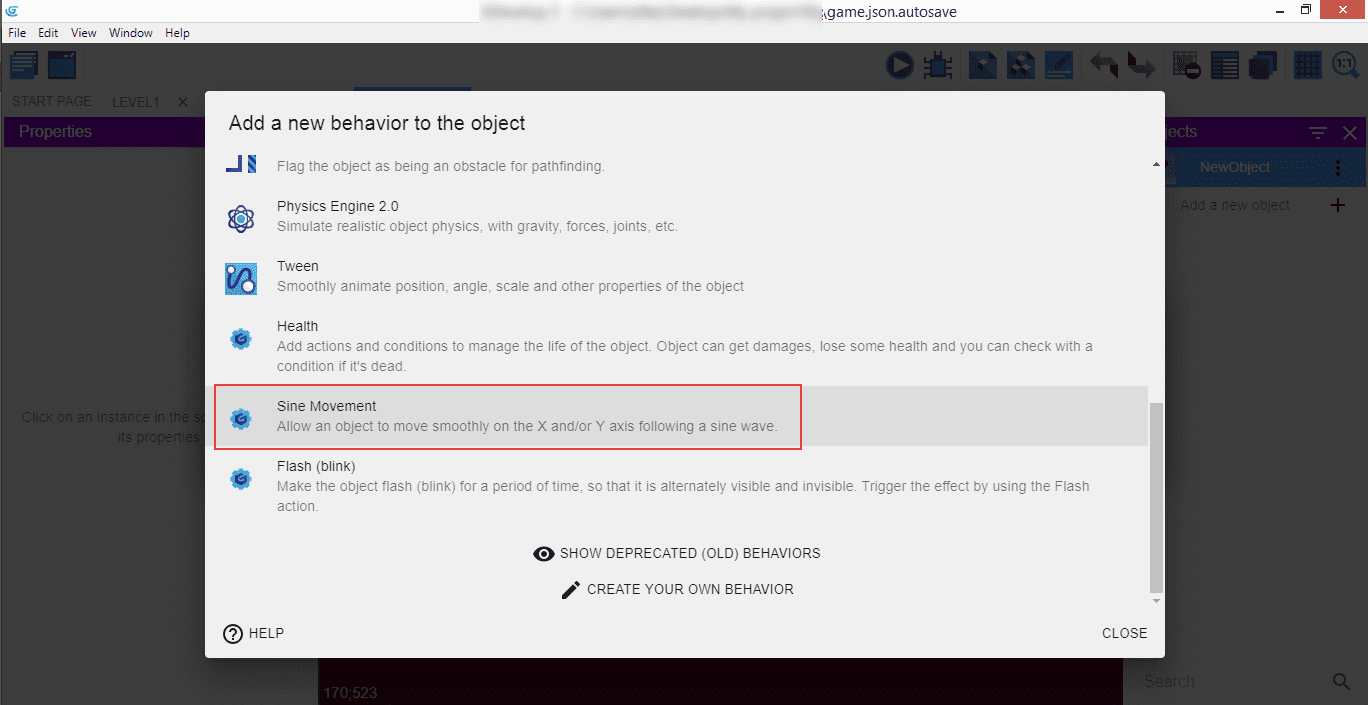 \game.json.autosave
File Edit View Window Help
1:1
START PAGE LEVEL1
Properties
jects
NewObject
Add a new object
Click on an instance in the sc
its properties
Add a new behavior to the object
Flag the object as being an obstacle for pathfinding.
Physics Engine 2.0
Simulate realistic object physics, with gravity, forces, joints, etc.
Tween
Smoothly animate position, angle, scale and other properties of the object
Health
Add actions and conditions to manage the life of the object. Object can get damages, lose some health and you can check with a
condition if it's dead.
Sine Movement
Allow an object to move smoothly on the X and/or Y axis following a sine wave.
Flash (blink)
Make the object flash (blink) for a period of time, so that it is alternately visible and invisible. Trigger the effect by using the Flash
action.
SHOW DEPRECATED (OLD) BEHAVIORS
CREATE YOUR OWN BEHAVIOR
HELP
CLOSE
170;523
Search